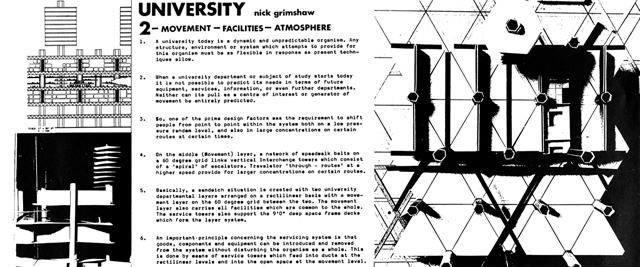 UNIVERSITY nick grimshaw
2– MOVEMENT – FACILITIES – ATMOSPHERE
1. A university today is a dynamic and unpredictable organism. Any
structure, environment or system which attempts to provide for
this organism must be as flexible in response as present techn-
iques allow.
2. When a university department or subject of study starts today
it is not possible to predict its needs in terms of future
equipment, services, information, or even further departments.
Neither can its pull as a centre of interest or generator of
movement be entirely predicted.
3. So, one of the prime design factors was the requirement to shift
people from point to point within the system both on a low pres-
sure random level, and also in large concentrations on certain
routes at certain times.
4. On the middle (Movement) layer, a network of speedwalk belts on
a 60 degree grid links vertical interchange towers which consist
of a 'spiral' of escalators. Travelator 'through - routes' at a
higher speed provide for larger concentrations on certain routes.
5. Basically, a sandwich situation is created with two university
departmental layers arranged on a rectilinear basis with a move-
ment layer on the 60 degree grid between the two. The movement
layer also carries all facilities which are common to the whole.
The service towers also support the 9'0" deep space frame decks
which form the layer system.
6. An important-principle concerning the servicing system is that
goods, components and equipment can be introduced and removed
from the system without disturbing the organism as a whole. This
is done by means of service towers which feed into ducts at the
rectilinear levels and into the open space at the movement level.